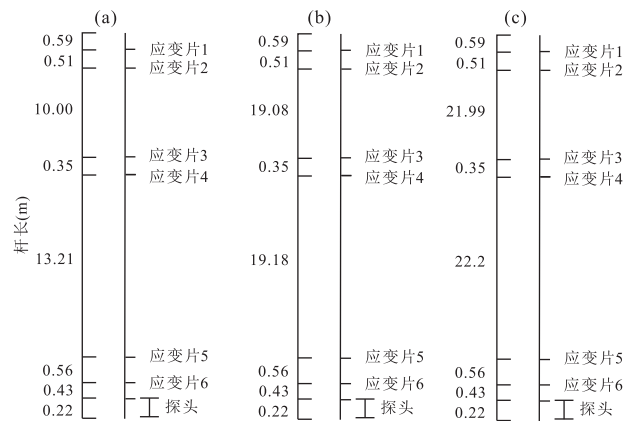 (a)
0.59
应变片1
0.51
应变片2
10.00
应变片3
0.35
应变片4
杆长(m)
13.21
应变片5
0.56
应变片6
0.43
探头
0.22
(b)
0.59
应变片1
0.51
应变片2
19.08
应变片3
0.35
应变片4
19.18
应变片5
0.56
应变片6
0.43
探头
0.22
(c)
0.59
应变片1
0.51
应变片2
21.99
应变片3
0.35
应变片4
22.2
应变片5
0.56
应变片6
0.43
探头
0.22